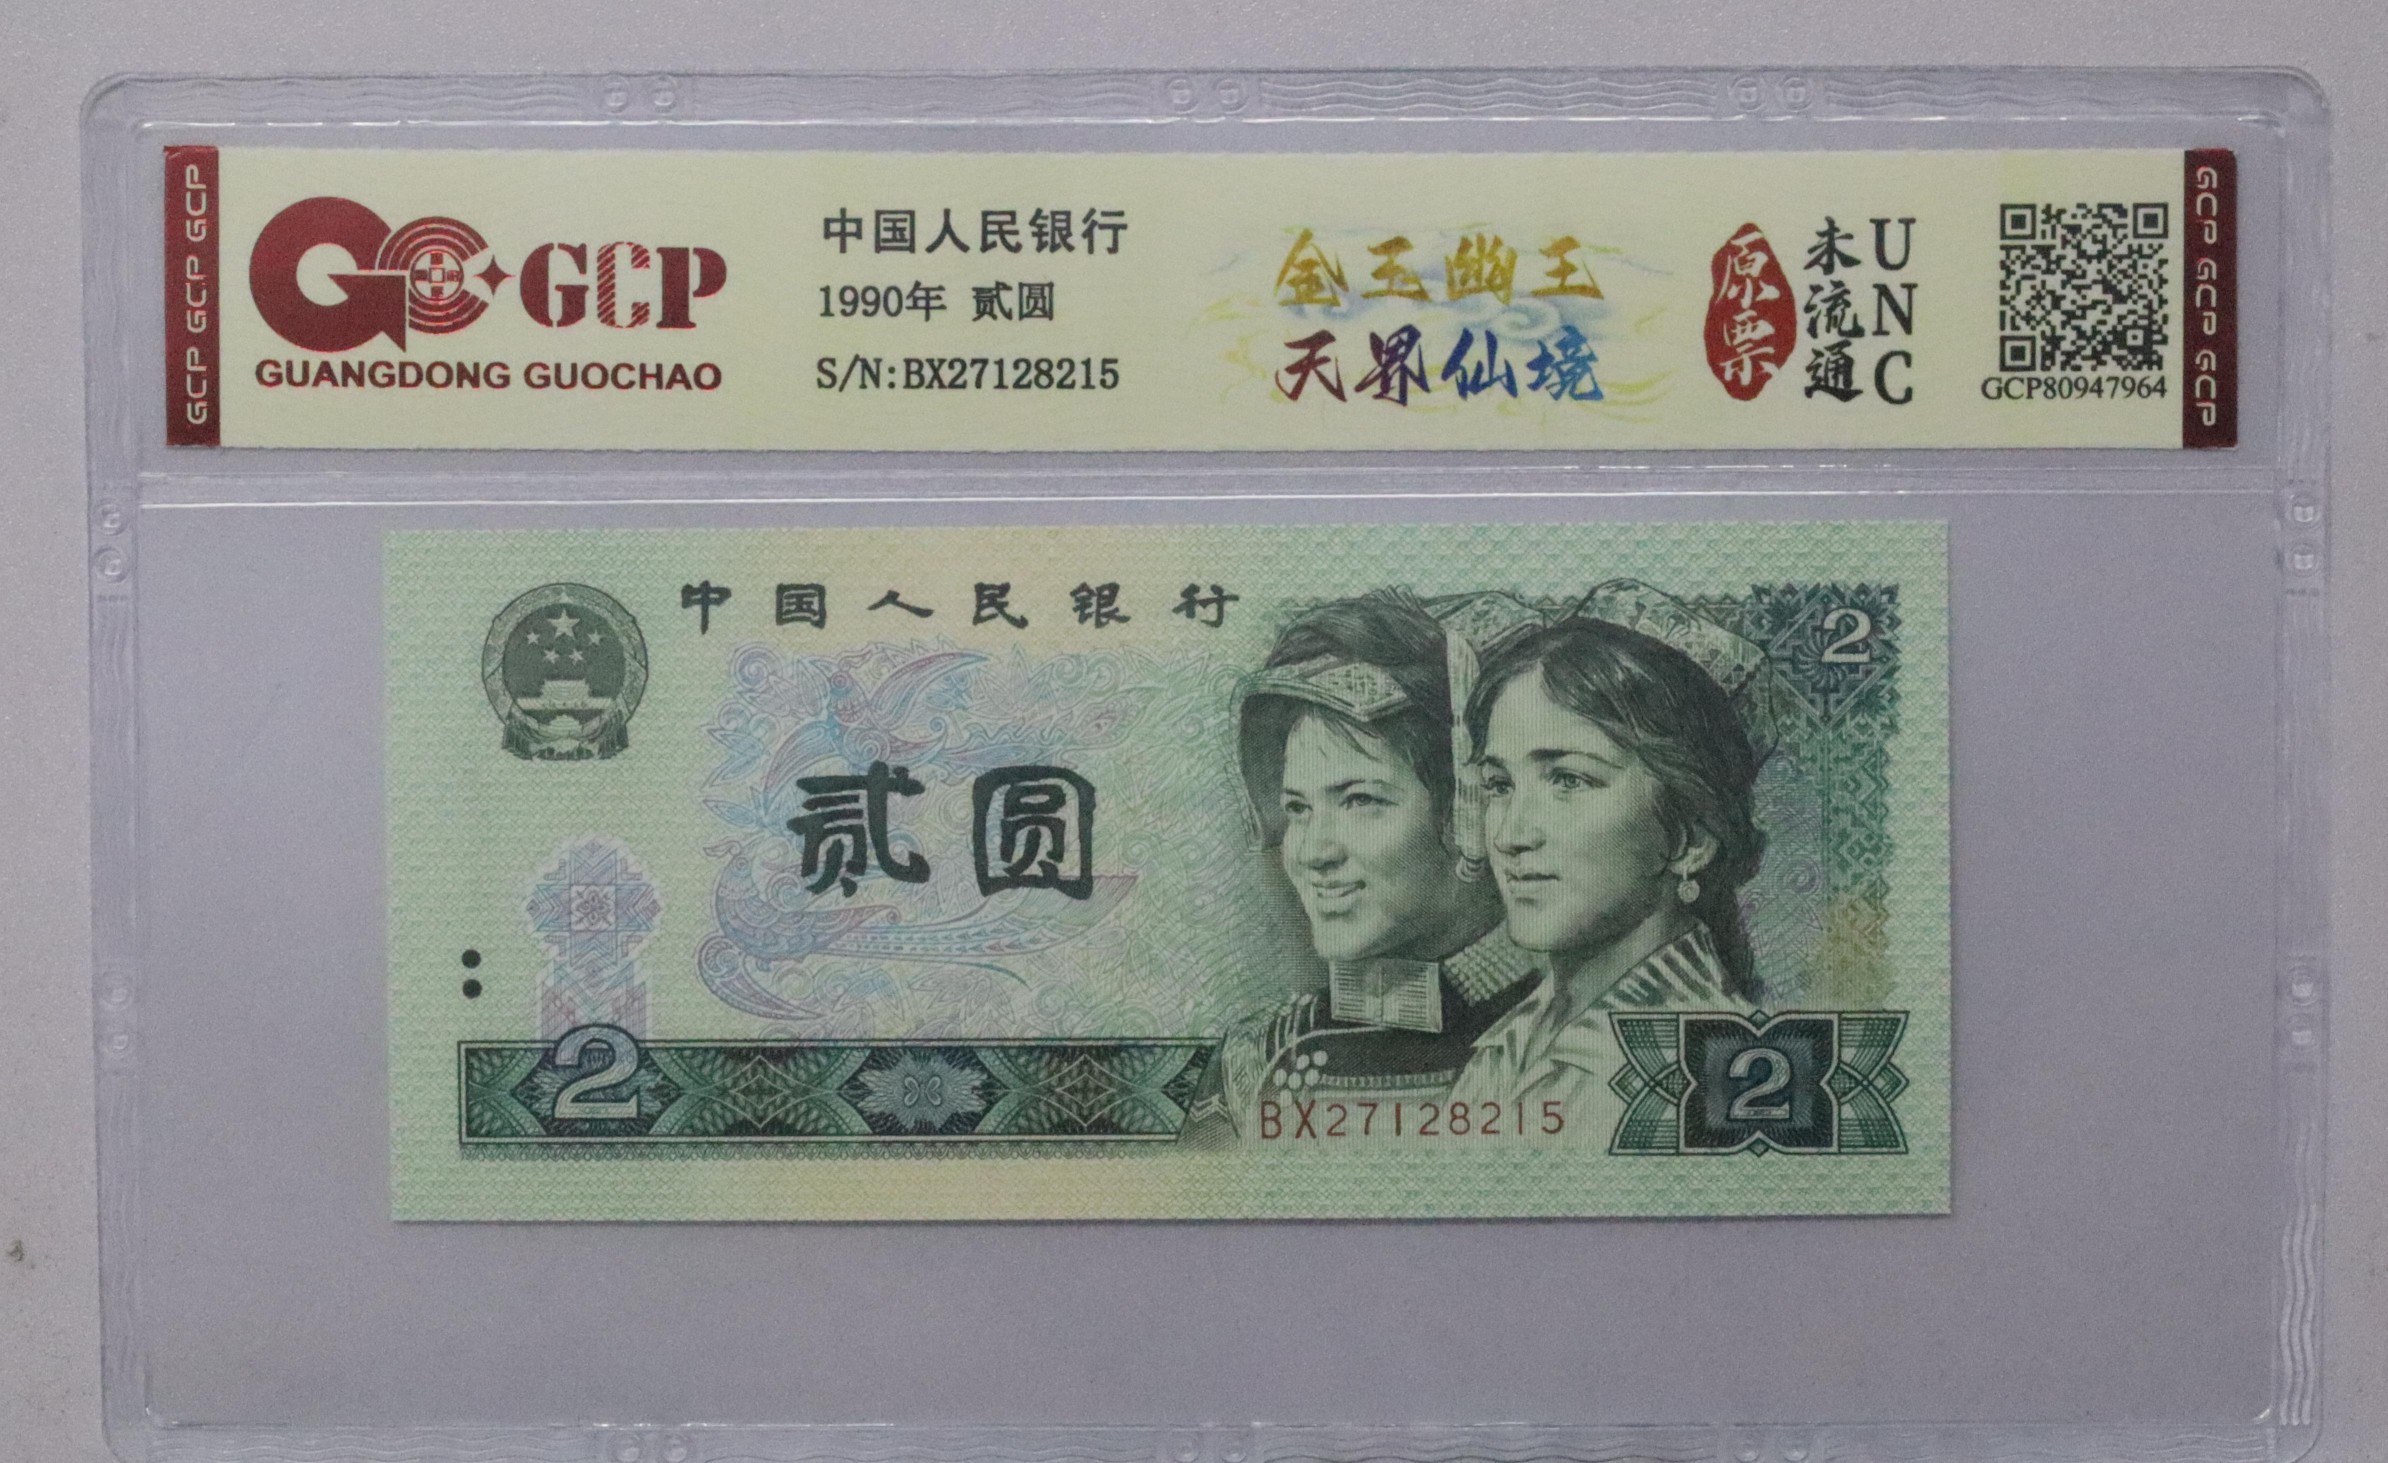 GCP GCP GCP
GCP
GUANGDONG GUOCHAO
中国人民银行
1990年 贰圆
S/N:BX27128215
金玉幽王
天界仙境
原票
未流通
UNC
GCP80947964
GCP GCP GCP
中国人民银行
2
贰圆
2
BX27128215
2